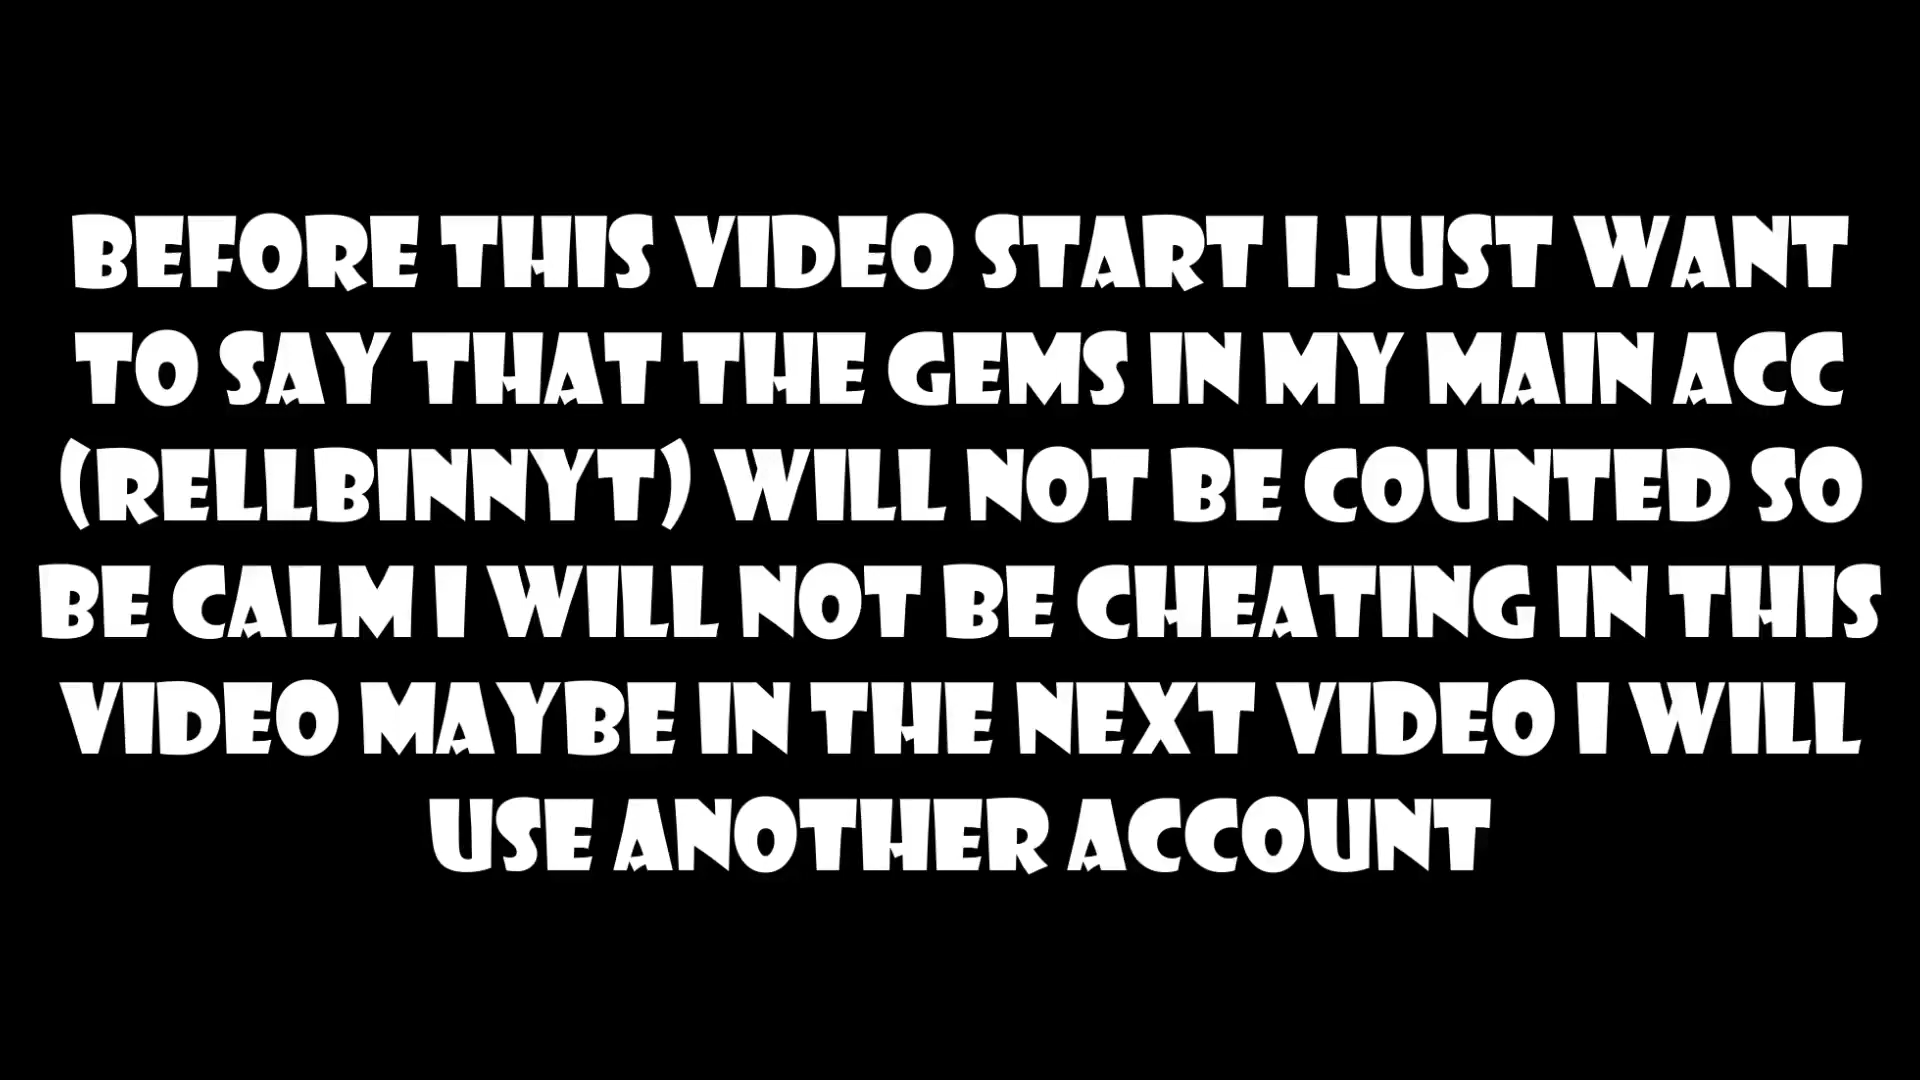 BEFORE THIS VIDEO START I JUST WANT
TO SAY THAT THE GEMS IN MY MAIN ACC
(RELLBINNYT) WILL NOT BE COUNTED SO
BE CALM I WILL NOT BE CHEATING IN THIS
VIDEO MAYBE IN THE NEXT VIDEO I WILL
USE ANOTHER ACCOUNT